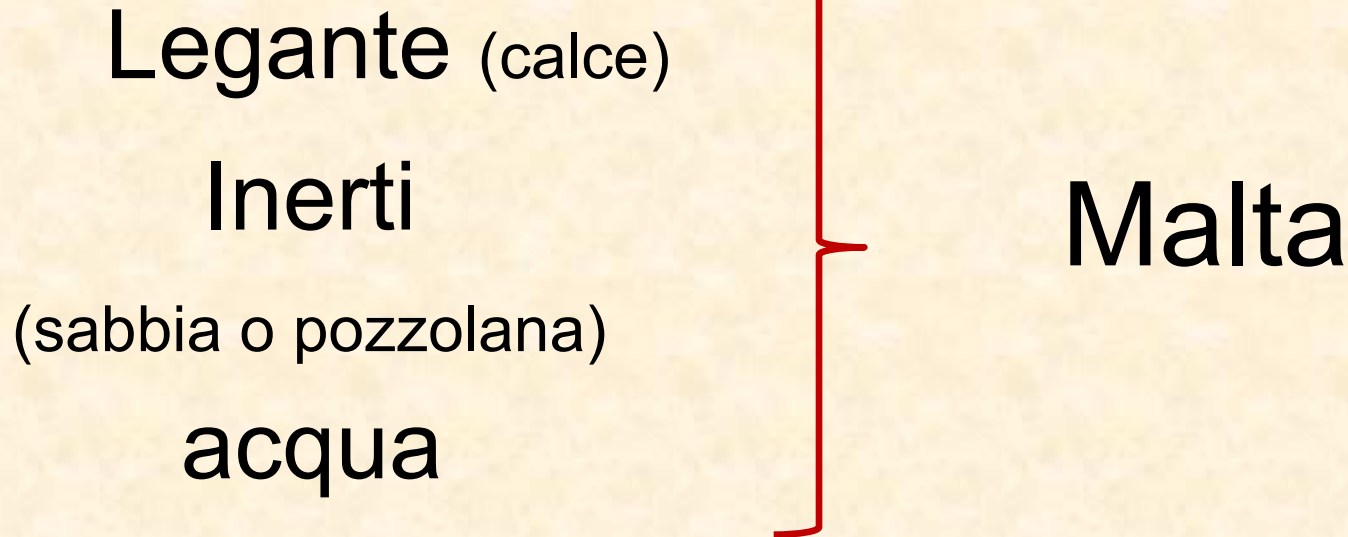 Legante (calce)
Inerti
Malta
(sabbia o pozzolana)
acqua